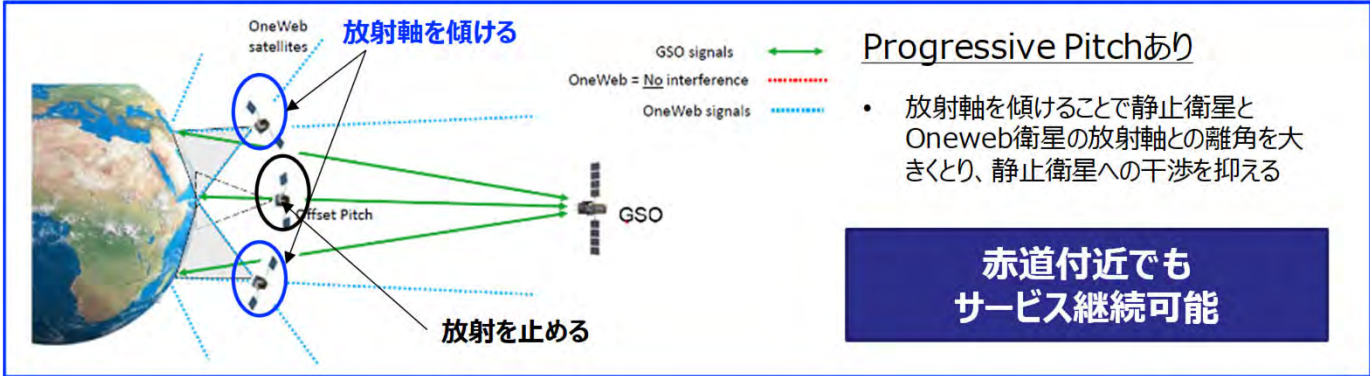 OneWeb
satellites
放射軸を傾ける
GSO signals
OneWeb = No interference
OneWeb signals
Offset Pitch
GSO
放射を止める
Progressive Pitchあり
• 放射軸を傾けることで静止衛星と
Oneweb衛星の放射軸との離角を大
きくとり、静止衛星への干渉を抑える
赤道付近でも
サービス継続可能